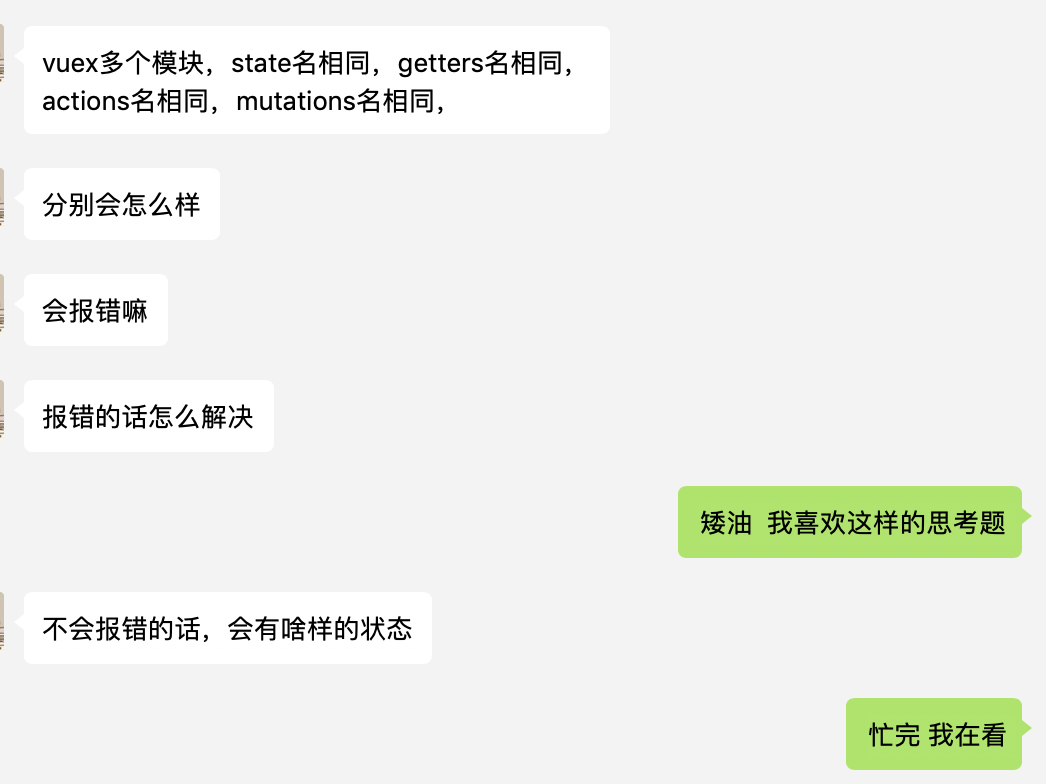 vuex多个模块，state名相同，getters名相同，
actions名相同，mutations名相同，
分别会怎么样
会报错嘛
报错的话怎么解决
矮油  我喜欢这样的思考题
不会报错的话，会有啥样的状态
忙完 我在看